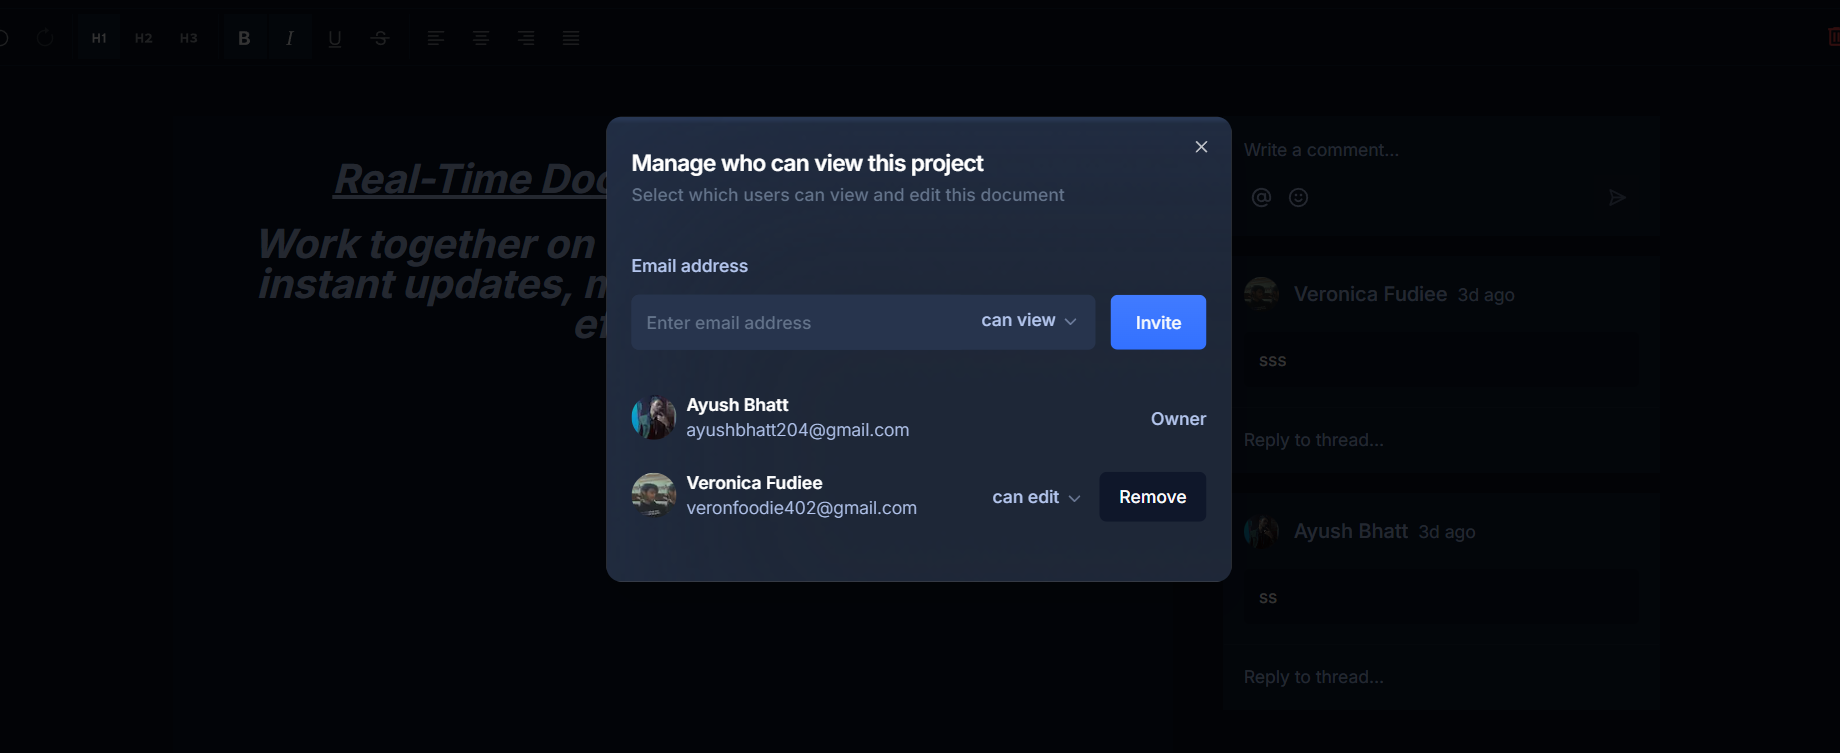 H1 H2 H3 B I U S
Real-Time Doc
Work together on
instant updates,
Manage who can view this project
Select which users can view and edit this document
Email address
Enter email address can view Invite
Ayush Bhatt
ayushbhatt204@gmail.com
Owner
Veronica Fudiee
veronfoodie402@gmail.com
can edit Remove
Write a comment...
@
Veronica Fudiee 3d ago
sss
Reply to thread...
Ayush Bhatt 3d ago
ss
Reply to thread...